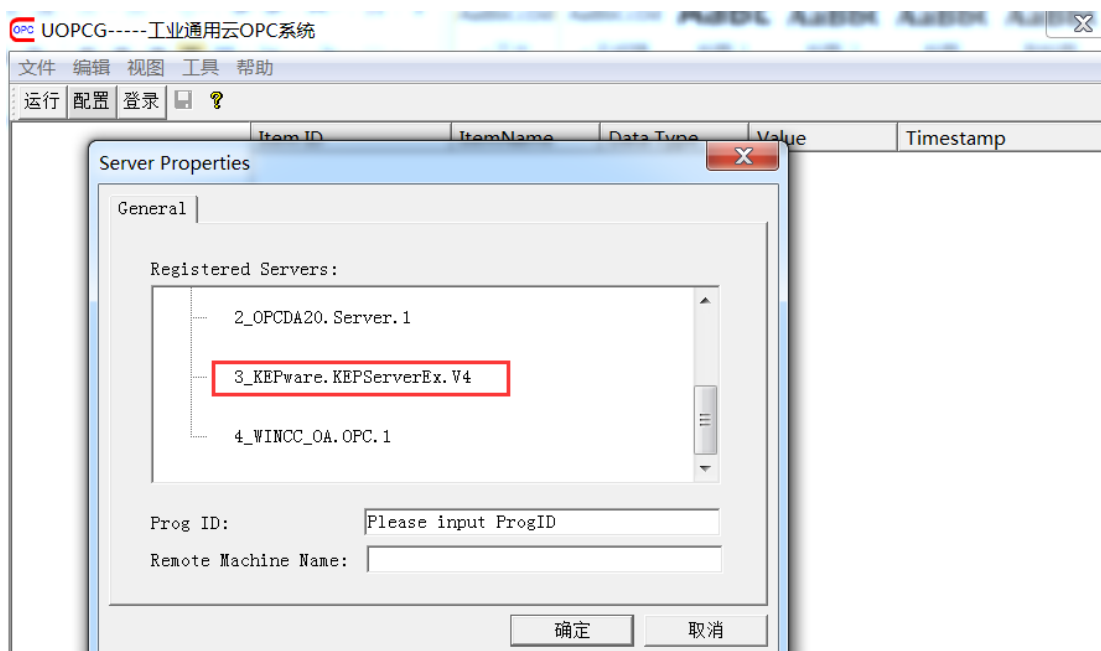 OPC UOPCG-----工业通用云OPC系统
文件 编辑 视图 工具 帮助
运行 配置 登录
Item ID ItemName Data Type Value Timestamp
Server Properties
General
Registered Servers:
2_OPCDA20.Server.1
3_KEPware.KEPServerEx.V4
4_WINCC_OA.OPC.1
Prog ID: Please input ProgID
Remote Machine Name:
确定 取消